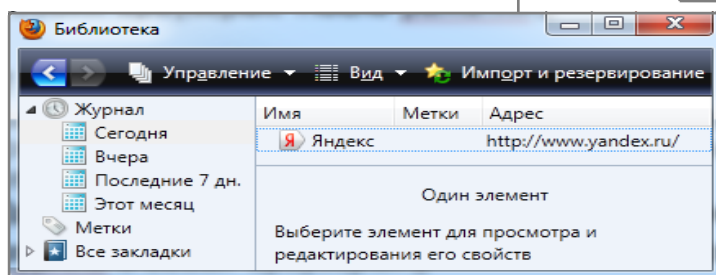 Библиотека
Управление Вид Импорт и резервирование
Журнал
Сегодня
Вчера
Последние 7 дн.
Этот месяц
Метки
Все закладки
Имя Метки Адрес
Яндекс http://www.yandex.ru/
Один элемент
Выберите элемент для просмотра и
редактирования его свойств